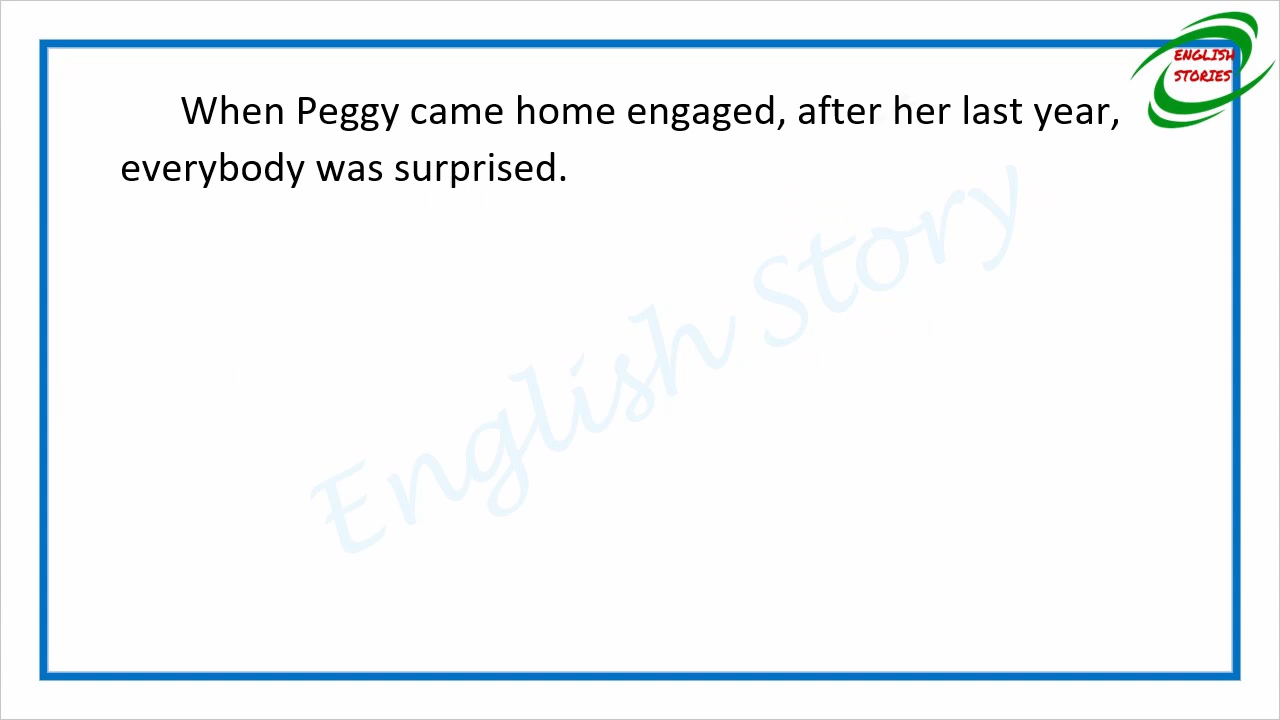 ENGLISH
STORIES
When Peggy came home engaged, after her last year,
everybody was surprised.
English Story